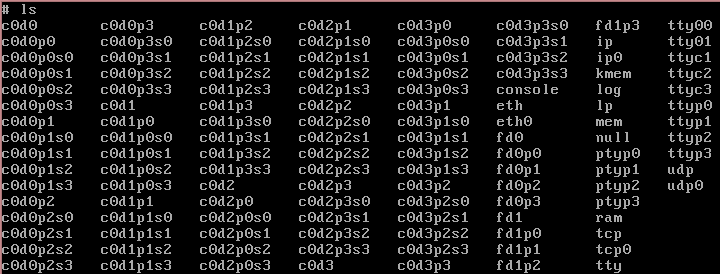 # ls
c0d0 c0d0p3 c0d1p2 c0d2p1 c0d3p0 c0d3p3s0 fd1p3 tty00
c0d0p0 c0d0p3s0 c0d1p2s0 c0d2p1s0 c0d3p0s0 c0d3p3s1 ip tty01
c0d0p0s0 c0d0p3s1 c0d1p2s1 c0d2p1s1 c0d3p0s1 c0d3p3s2 ip0 ttyc1
c0d0p0s1 c0d0p3s2 c0d1p2s2 c0d2p1s2 c0d3p0s2 c0d3p3s3 kmem ttyc2
c0d0p0s2 c0d0p3s3 c0d1p2s3 c0d2p1s3 c0d3p0s3 console log ttyc3
c0d0p0s3 c0d1 c0d1p3 c0d2p2 c0d3p1 eth lp ttyp0
c0d0p1 c0d1p0 c0d1p3s0 c0d2p2s0 c0d3p1s0 eth0 mem ttyp1
c0d0p1s0 c0d1p0s0 c0d1p3s1 c0d2p2s1 c0d3p1s1 fd0 null ttyp2
c0d0p1s1 c0d1p0s1 c0d1p3s2 c0d2p2s2 c0d3p1s2 fd0p0 ptyp0 ttyp3
c0d0p1s2 c0d1p0s2 c0d1p3s3 c0d2p2s3 c0d3p1s3 fd0p1 ptyp1 udp
c0d0p1s3 c0d1p0s3 c0d2 c0d2p3 c0d3p2 fd0p2 ptyp2 udp0
c0d0p2 c0d1p1 c0d2p0 c0d2p3s0 c0d3p2s0 fd0p3 ptyp3
c0d0p2s0 c0d1p1s0 c0d2p0s0 c0d2p3s1 c0d3p2s1 fd1 ram
c0d0p2s1 c0d1p1s1 c0d2p0s1 c0d2p3s2 c0d3p2s2 fd1p0 tcp
c0d0p2s2 c0d1p1s2 c0d2p0s2 c0d2p3s3 c0d3p2s3 fd1p1 tcp0
c0d0p2s3 c0d1p1s3 c0d2p0s3 c0d3 c0d3p3 fd1p2 tty